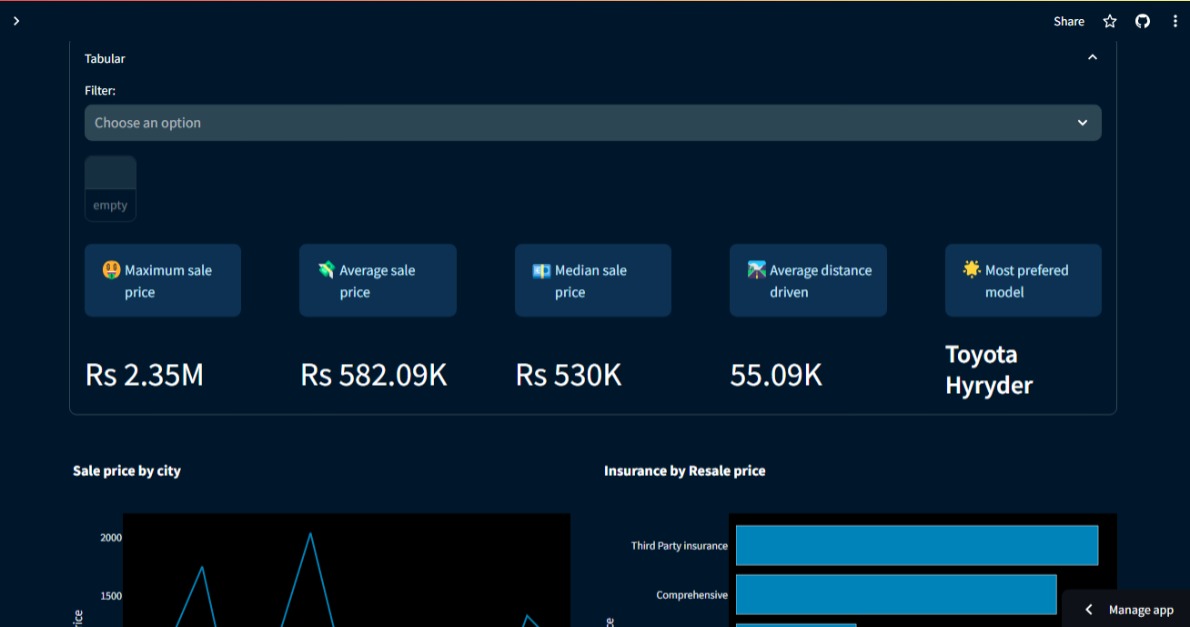 Share
Tabular
Filter:
Choose an option
empty
Maximum sale
price
Average sale
price
Median sale
price
Average distance
driven
Most prefered
model
Rs 2.35M
Rs 582.09K
Rs 530K
55.09K
Toyota
Hyryder
Sale price by city
Insurance by Resale price
2000
1500
Third Party insurance
Comprehensive
Manage app